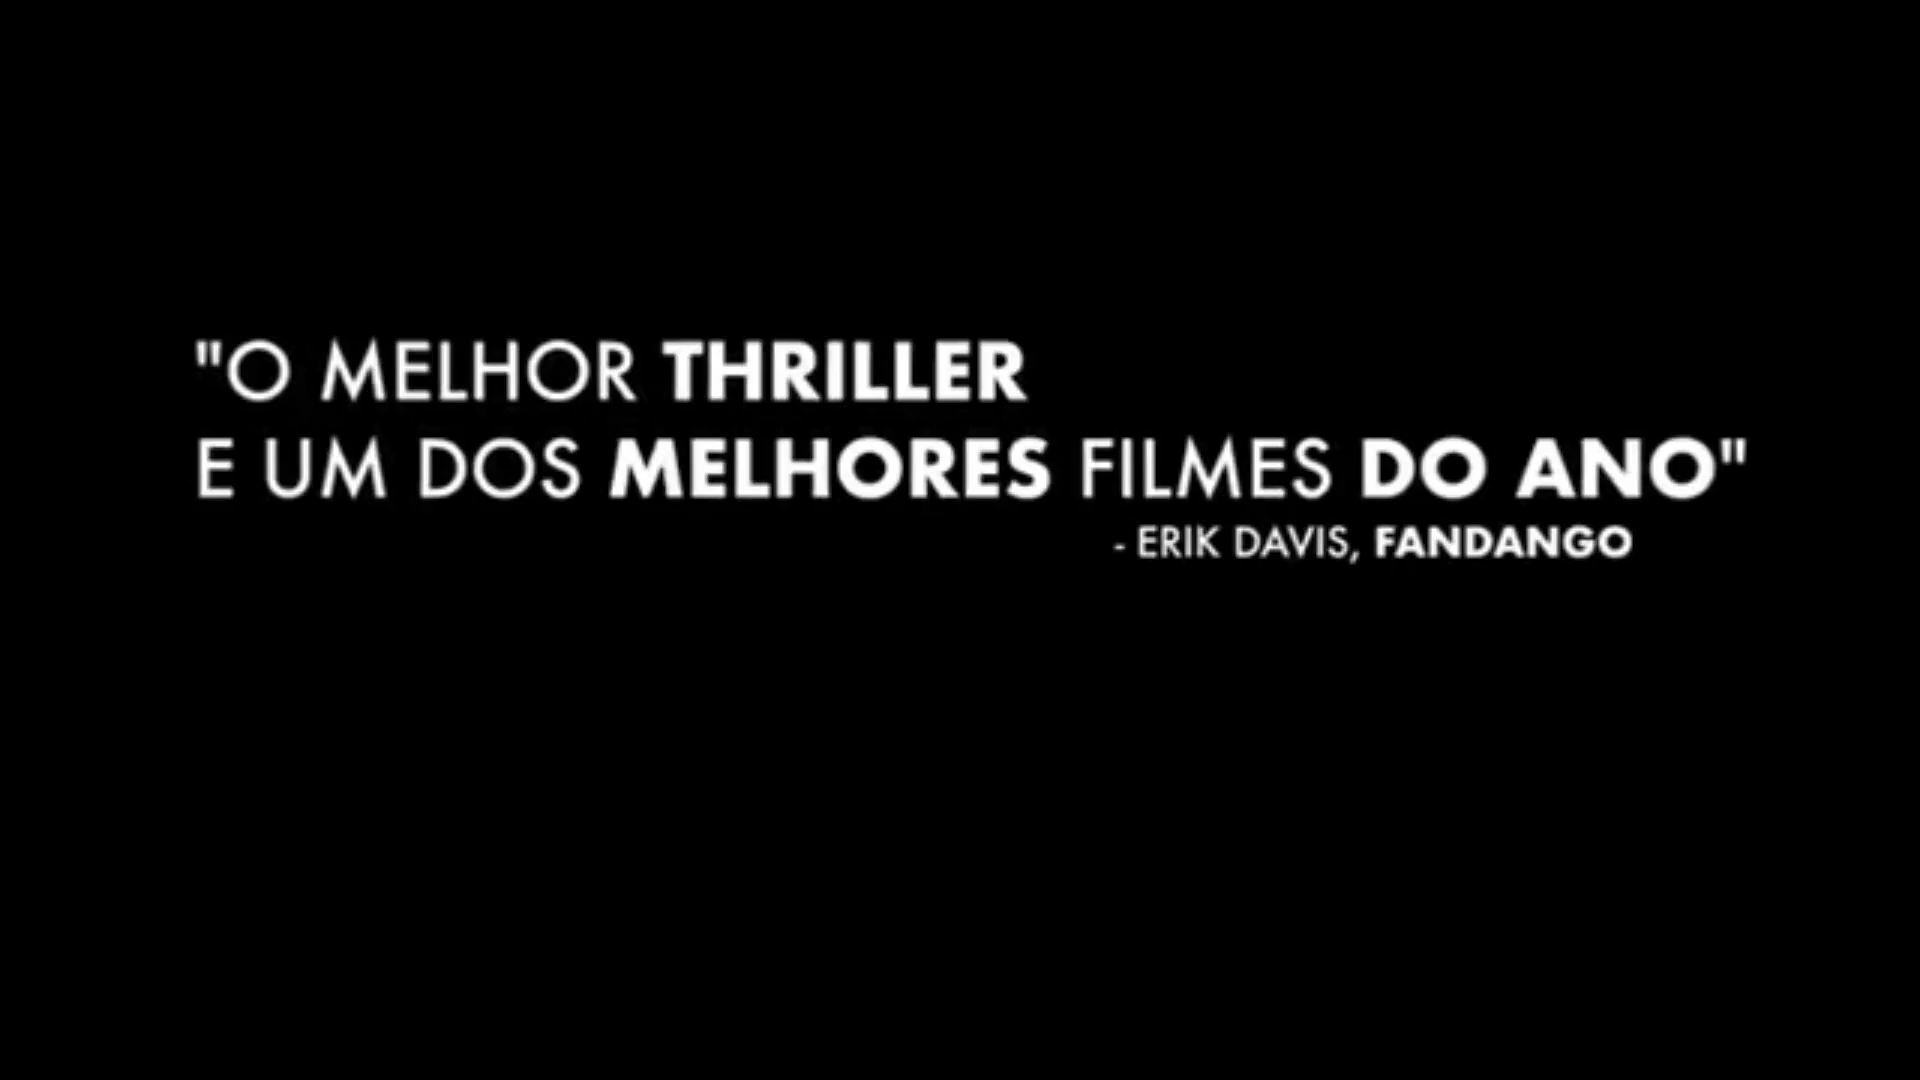 "O MELHOR THRILLER
E UM DOS MELHORES FILMES DO ANO"
- ERIK DAVIS, FANDANGO